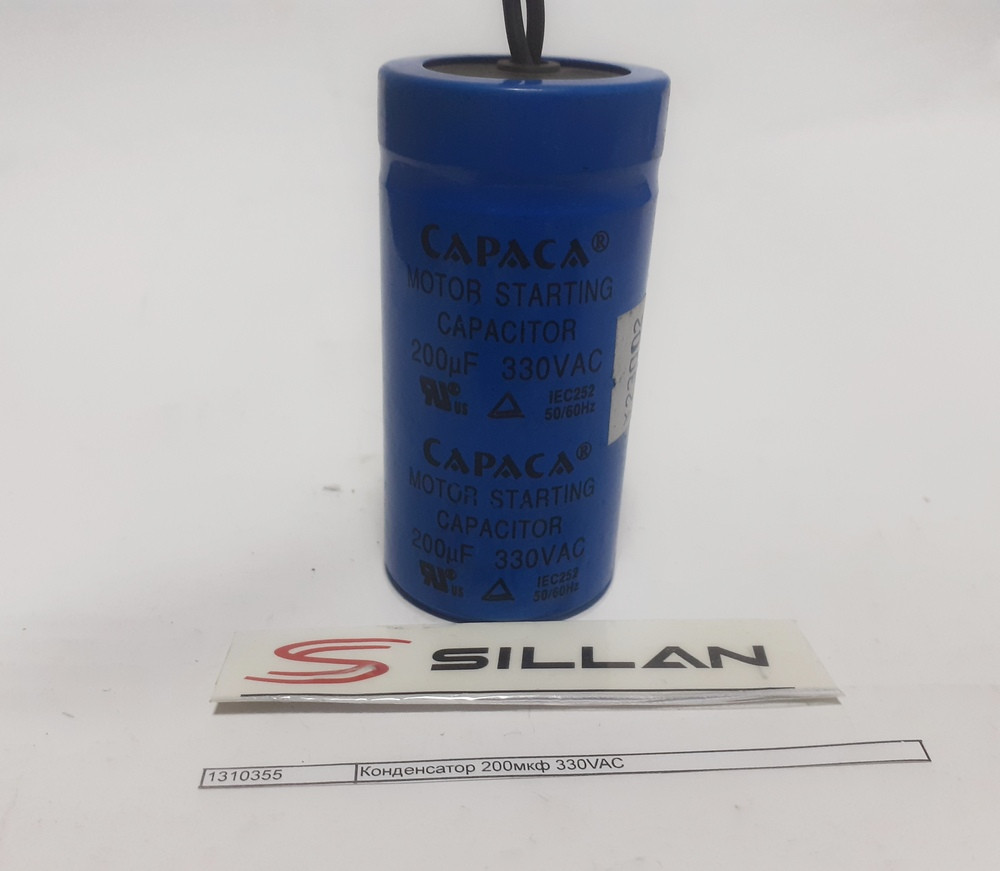 CAPACA®
MOTOR STARTING
CAPACITOR
200µF 330VAC
IEC252
50/60Hz
CAPACA®
MOTOR STARTING
CAPACITOR
200µF 330VAC
IEC252
50/60Hz
SILLAN
1310355 Конденсатор 200мкф 330VAC